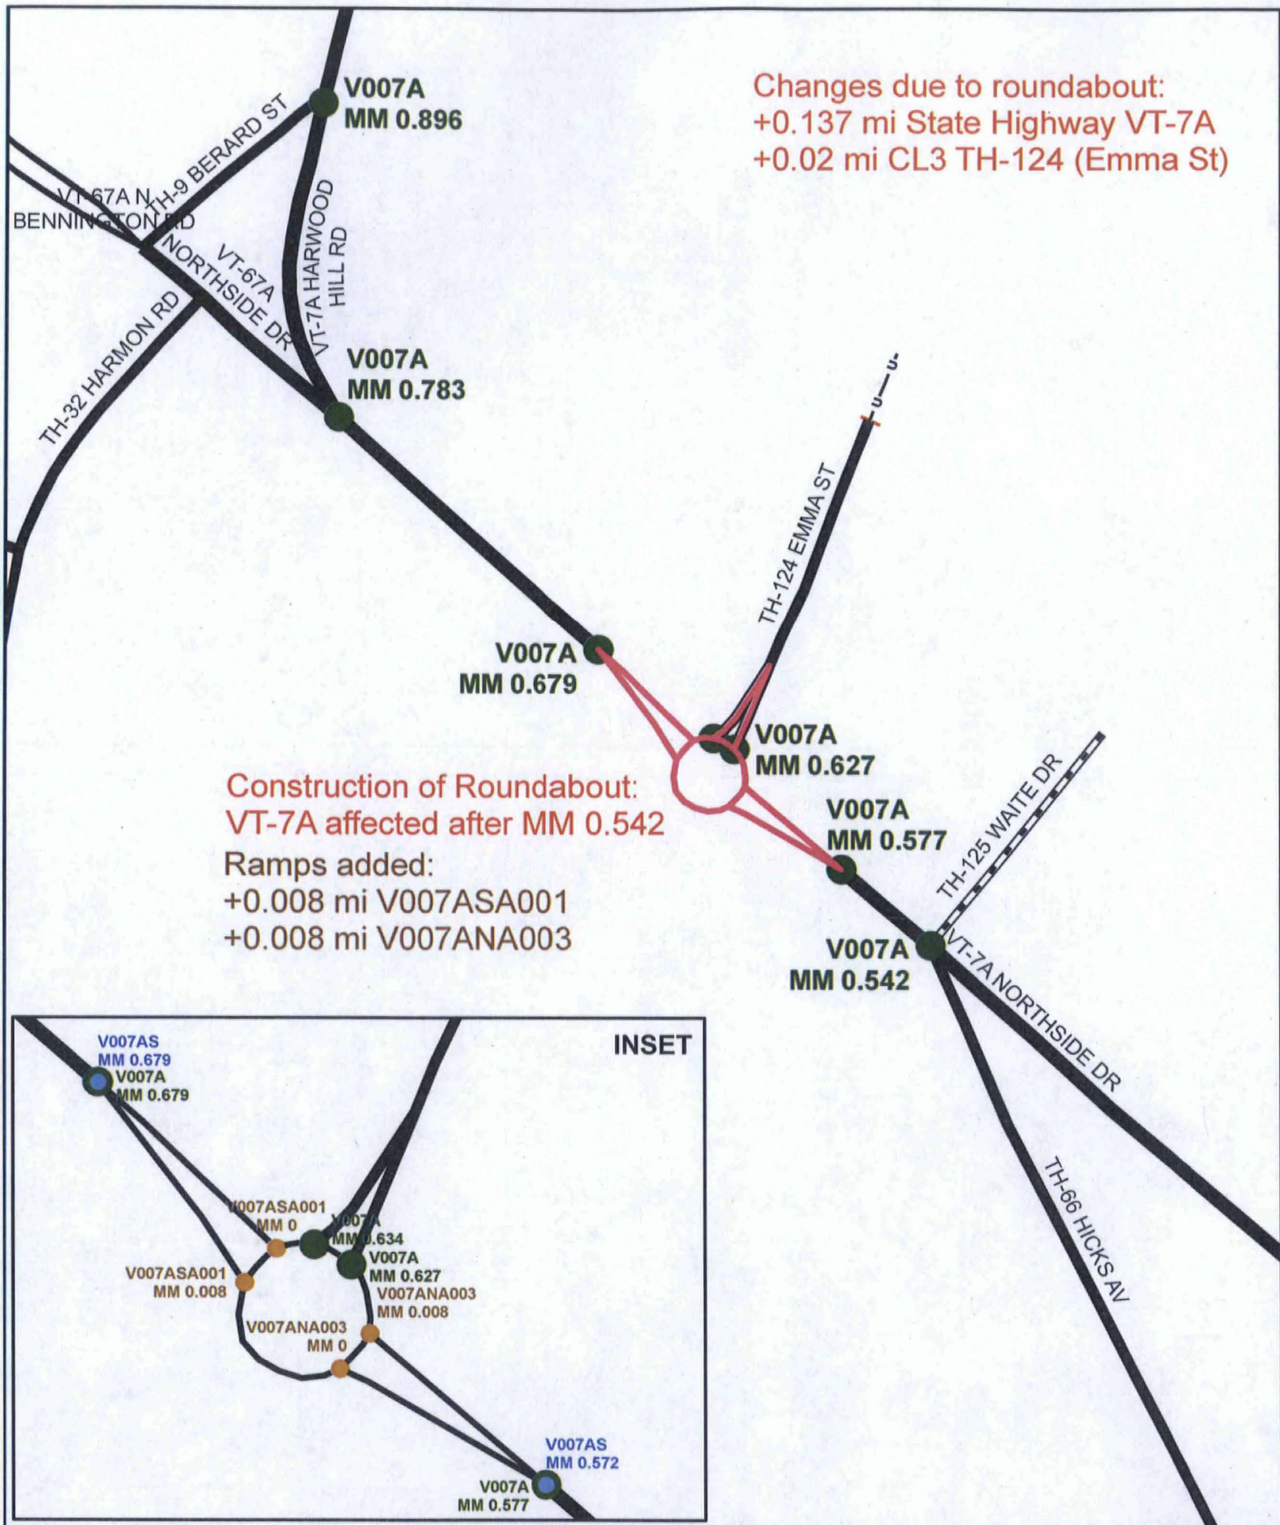 V007A
MM 0.896
Changes due to roundabout:
+0.137 mi State Highway VT-7A
+0.02 mi CL3 TH-124 (Emma St)
TH-9 BERARD ST
VT-67A N
BENNINGTON RD
VT-67A
NORTHSIDE DR
VT-7A HARWOOD
HILL RD
TH-32 HARMON RD
V007A
MM 0.783
S
S
TH-124 EMMA ST
V007A
MM 0.679
V007A
MM 0.627
Construction of Roundabout:
VT-7A affected after MM 0.542
Ramps added:
+0.008 mi V007ASA001
+0.008 mi V007ANA003
V007A
MM 0.577
TH-125 WAITE DR
V007A
MM 0.542
VT-7A NORTHSIDE DR
TH-66 HICKS AV
INSET
V007AS
MM 0.679
V007A
MM 0.679
V007ASA001
MM 0
V007A
MM 0.634
V007A
MM 0.627
V007ASA001
MM 0.008
V007ANA003
MM 0.008
V007ANA003
MM 0
V007AS
MM 0.572
V007A
MM 0.577